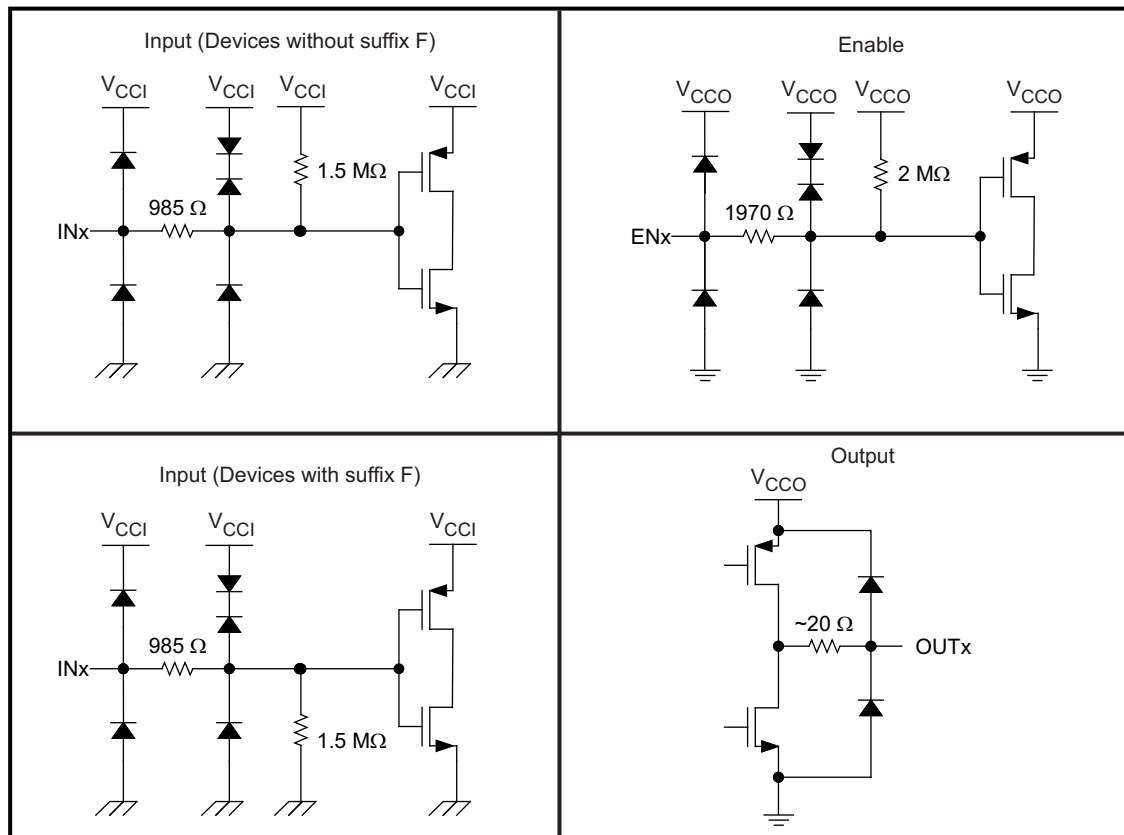 Input (Devices without suffix F)
VCCI VCCI VCCI VCCI
1.5 MΩ
985 Ω
INx
Enable
VCCO VCCO VCCO VCCO
2 MΩ
1970 Ω
ENx
Input (Devices with suffix F)
VCCI VCCI VCCI
985 Ω
INx
1.5 MΩ
Output
VCCO
~20 Ω
OUTx